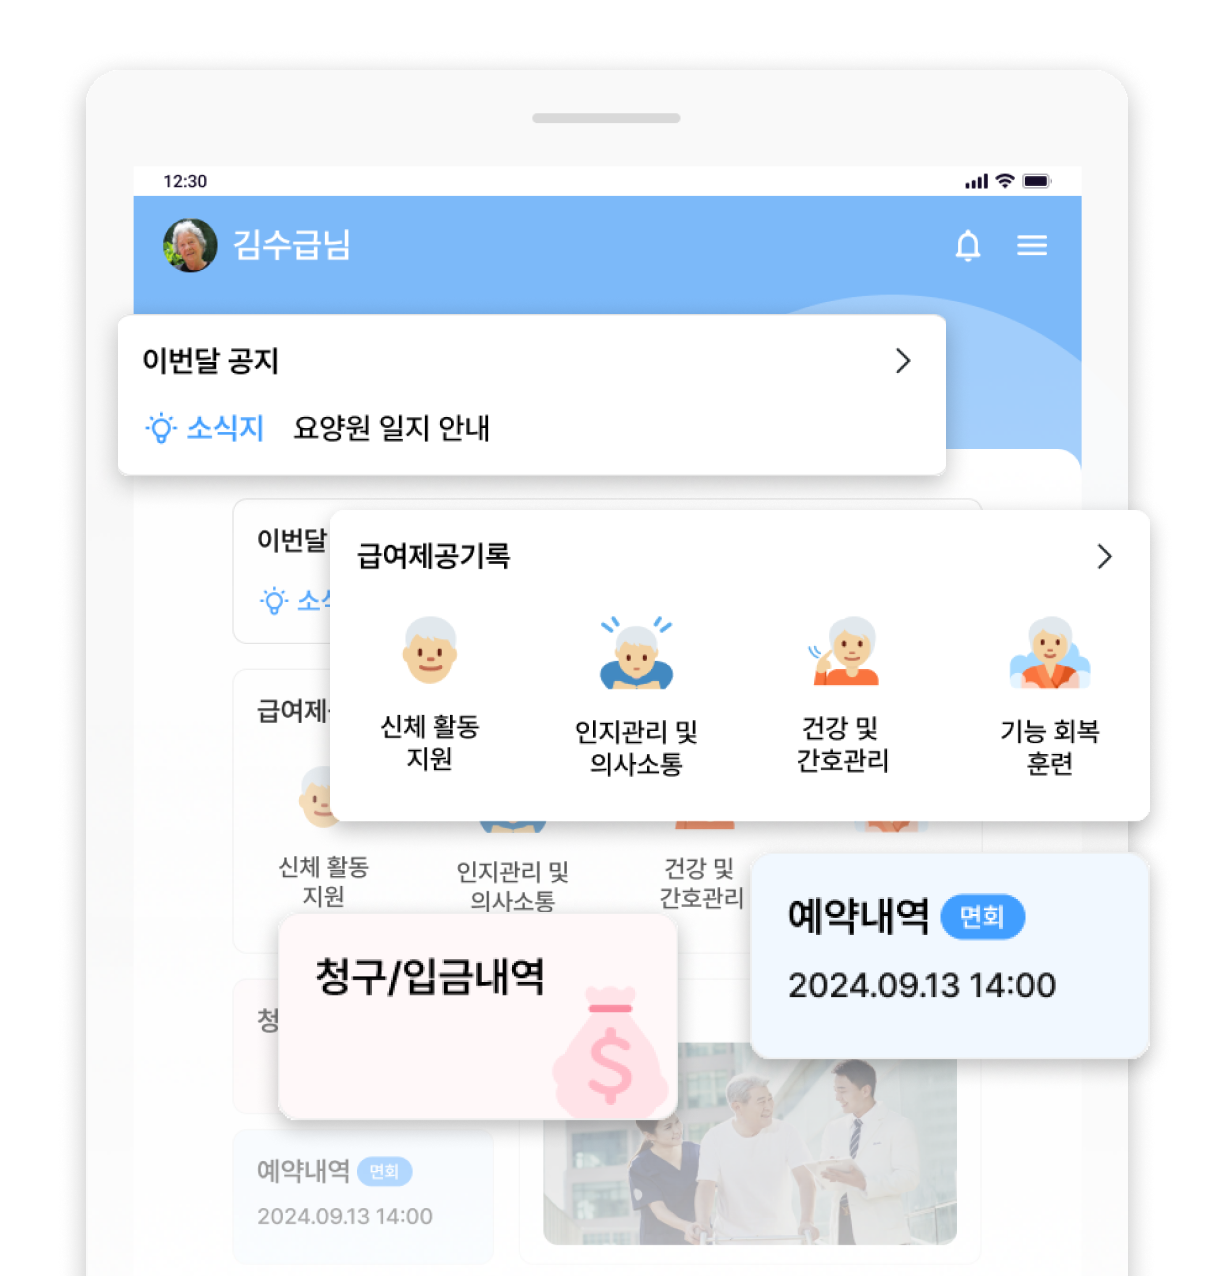 12:30
김수급님
이번달 공지
소식지 요양원 일지 안내
이번달
급여제공기록
신체 활동
지원
인지관리 및
의사소통
건강 및
간호관리
기능 회복
훈련
급여제
신체 활동
지원
인지관리 및
의사소통
건강 및
간호관리
예약내역 면회
2024.09.13 14:00
청구/입금내역
$
청
예약내역 면회
2024.09.13 14:00